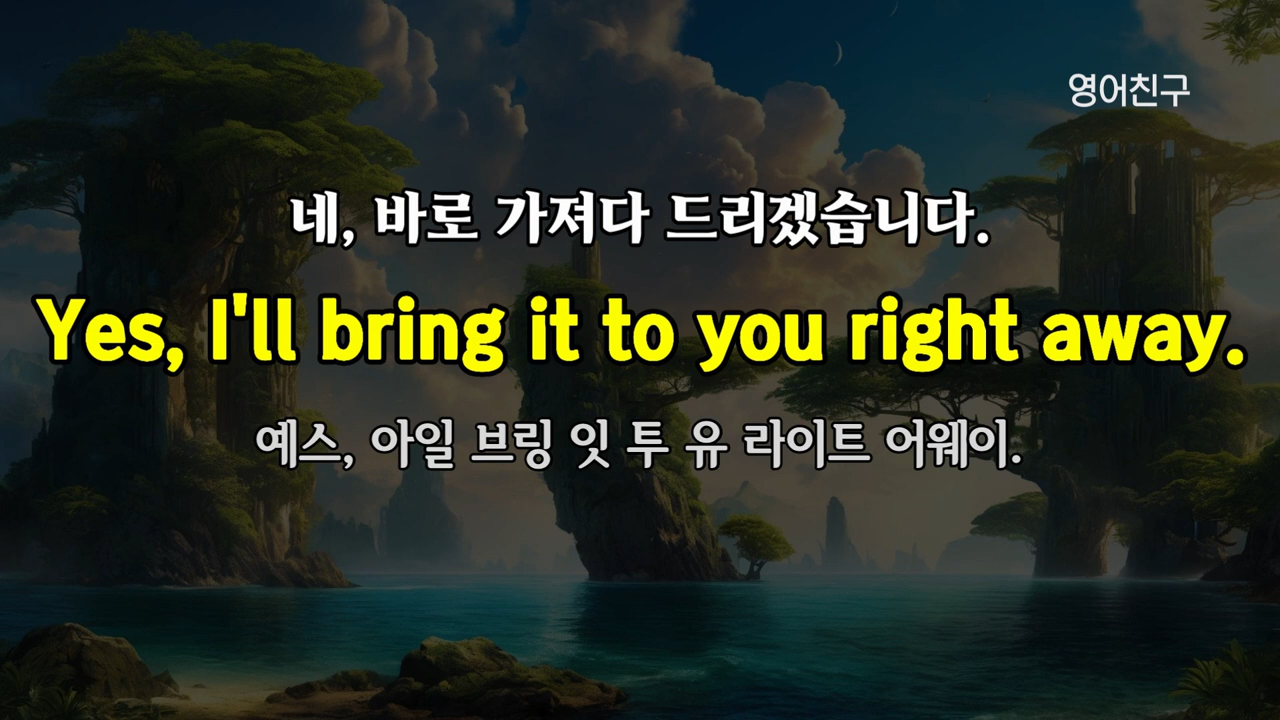 영어친구
네, 바로 가져다 드리겠습니다.
Yes, I'll bring it to you right away.
예스, 아일 브링 잇 투 유 라이트 어웨이.